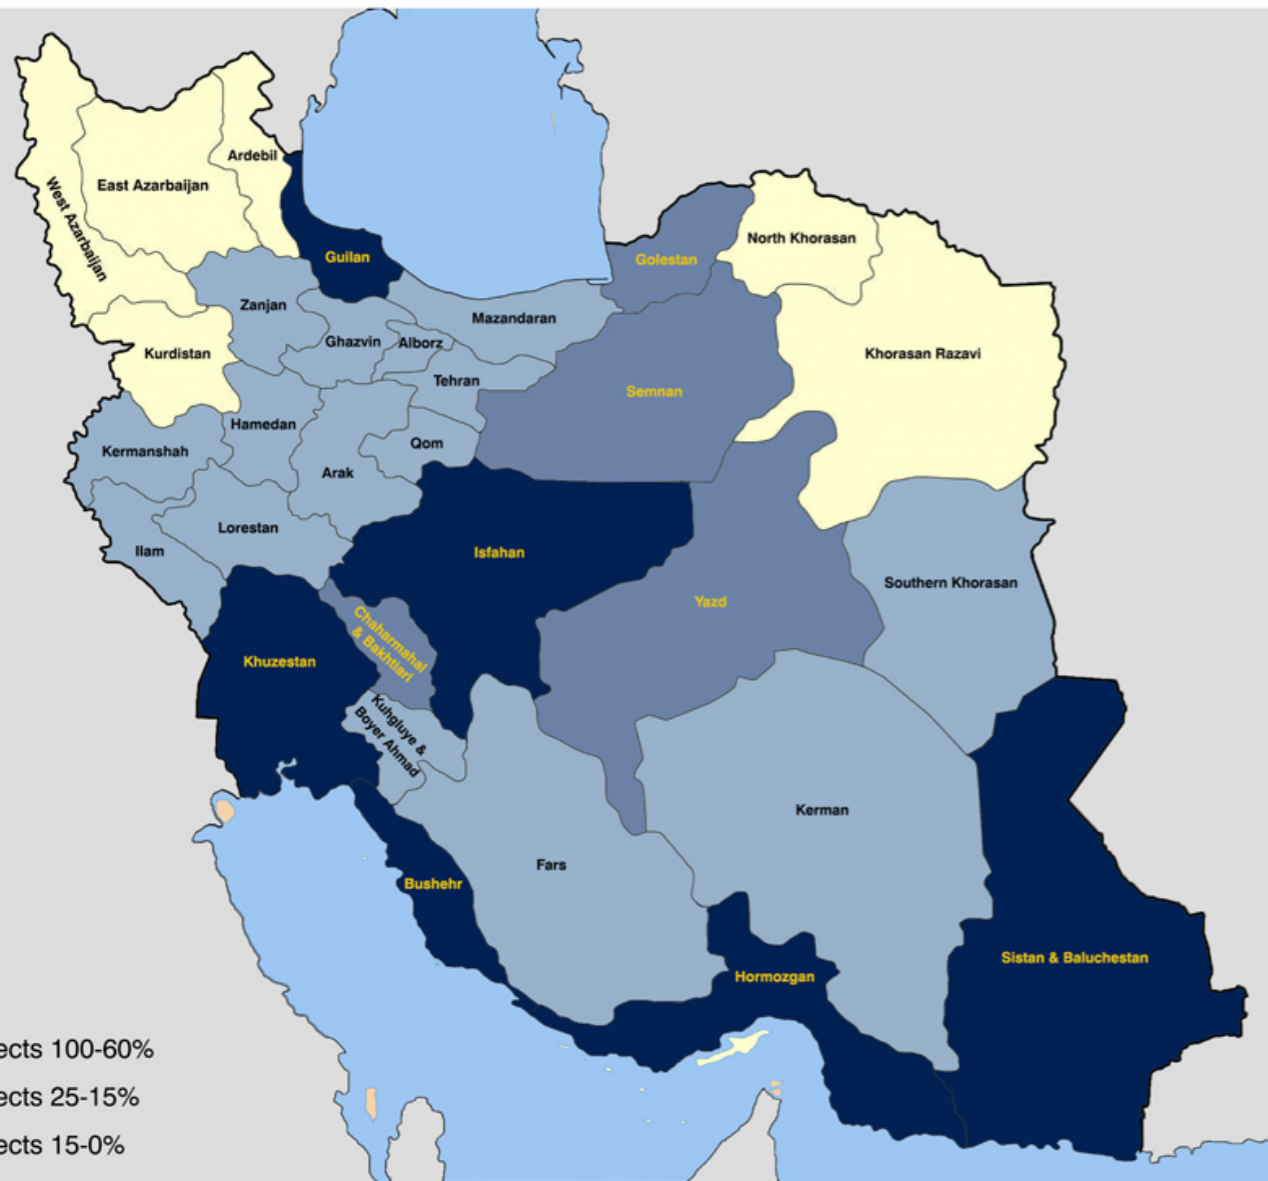 Ardebil
East Azarbaijan
West Azarbaijan
North Khorasan
Guilan
Golestan
Zanjan
Mazandaran
Ghazvin
Alborz
Kurdistan
Khorasan Razavi
Tehran
Semnan
Hamedan
Qom
Kermanshah
Arak
Lorestan
Ilam
Isfahan
Southern Khorasan
Yazd
Chaharmahal
& Bakhtiari
Khuzestan
Kuhgluye &
Boyer Ahmad
Kerman
Fars
Bushehr
Sistan & Baluchestan
Hormozgan
ects 100-60%
ects 25-15%
ects 15-0%